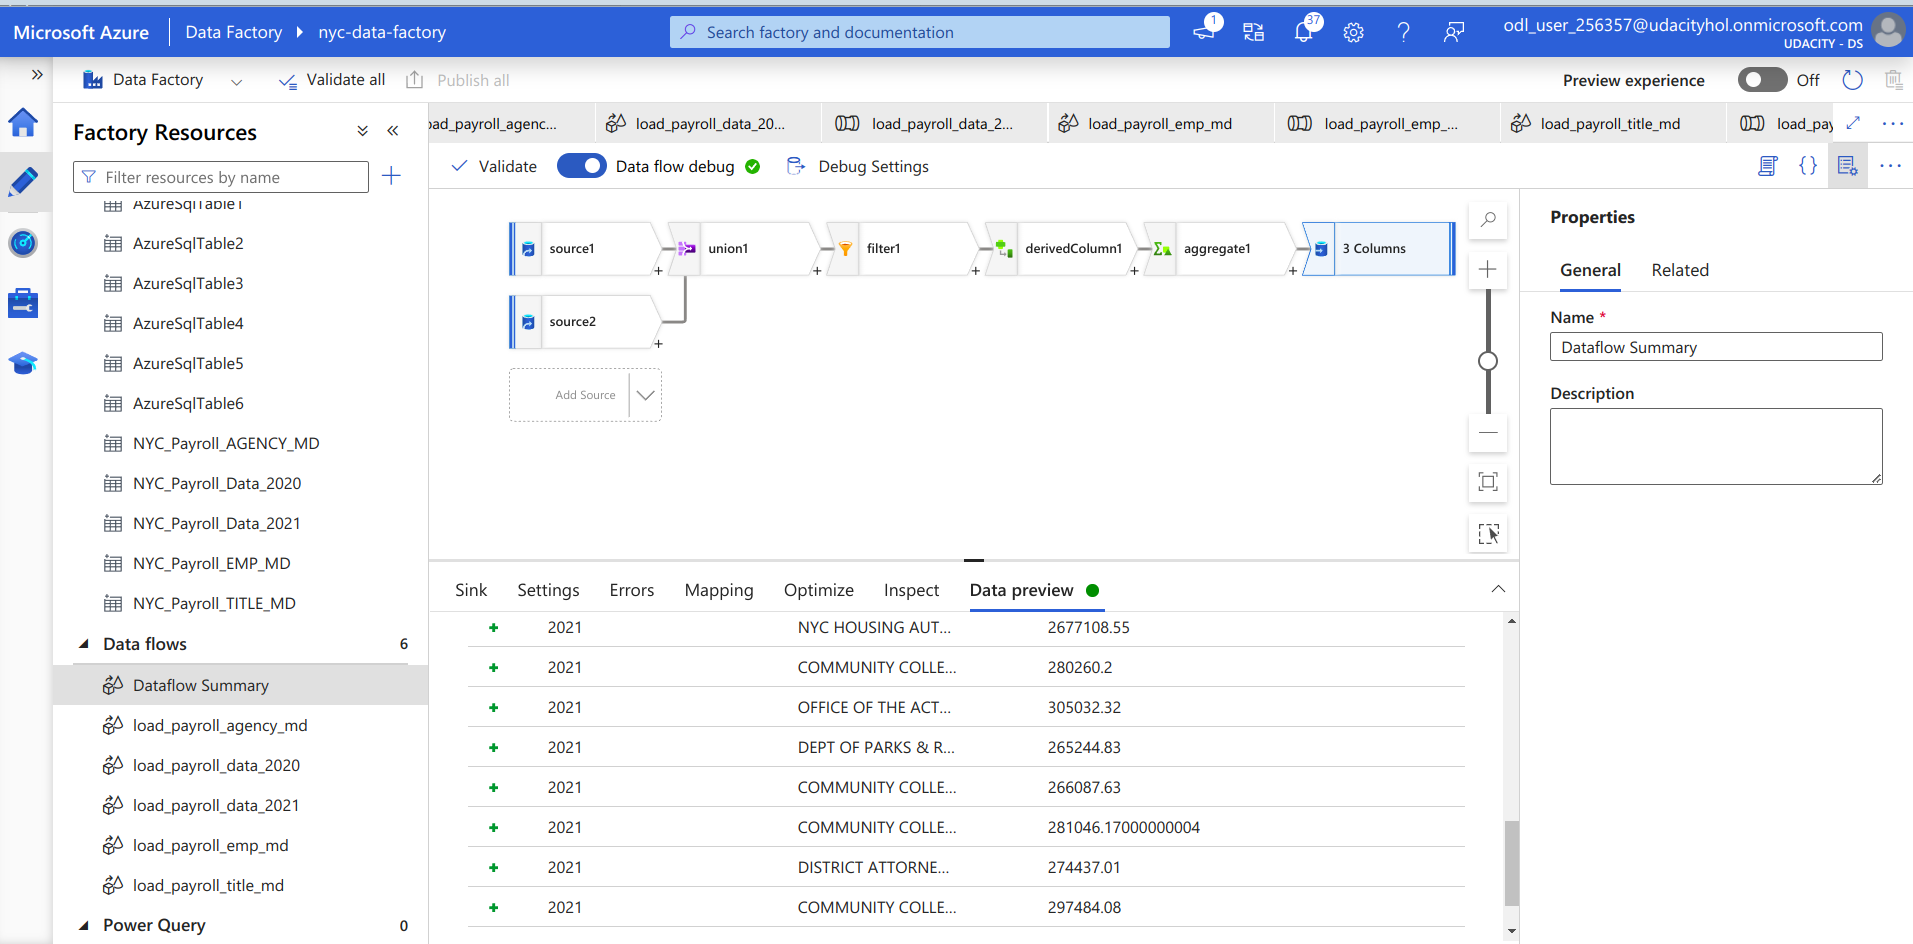 Microsoft Azure
Data Factory
nyc-data-factory
Search factory and documentation
1
37
odl_user_256357@udacityhol.onmicrosoft.com
UDACITY - DS
Data Factory
Validate all
Publish all
Preview experience
Off
Factory Resources
Filter resources by name
AzureSqlTable1
AzureSqlTable2
AzureSqlTable3
AzureSqlTable4
AzureSqlTable5
AzureSqlTable6
NYC_Payroll_AGENCY_MD
NYC_Payroll_Data_2020
NYC_Payroll_Data_2021
NYC_Payroll_EMP_MD
NYC_Payroll_TITLE_MD
Data flows 6
Dataflow Summary
load_payroll_agency_md
load_payroll_data_2020
load_payroll_data_2021
load_payroll_emp_md
load_payroll_title_md
Power Query 0
oad_payroll_agenc...
load_payroll_data_20...
load_payroll_data_2...
load_payroll_emp_md
load_payroll_emp_...
load_payroll_title_md
load_pay
Validate
Data flow debug
Debug Settings
{}
source1
union1
filter1
derivedColumn1
aggregate1
3 Columns
source2
Add Source
Sink
Settings
Errors
Mapping
Optimize
Inspect
Data preview
2021 NYC HOUSING AUT... 2677108.55
2021 COMMUNITY COLLE... 280260.2
2021 OFFICE OF THE ACT... 305032.32
2021 DEPT OF PARKS & R... 265244.83
2021 COMMUNITY COLLE... 266087.63
2021 COMMUNITY COLLE... 281046.17000000004
2021 DISTRICT ATTORNE... 274437.01
2021 COMMUNITY COLLE... 297484.08
Properties
General
Related
Name *
Dataflow Summary
Description